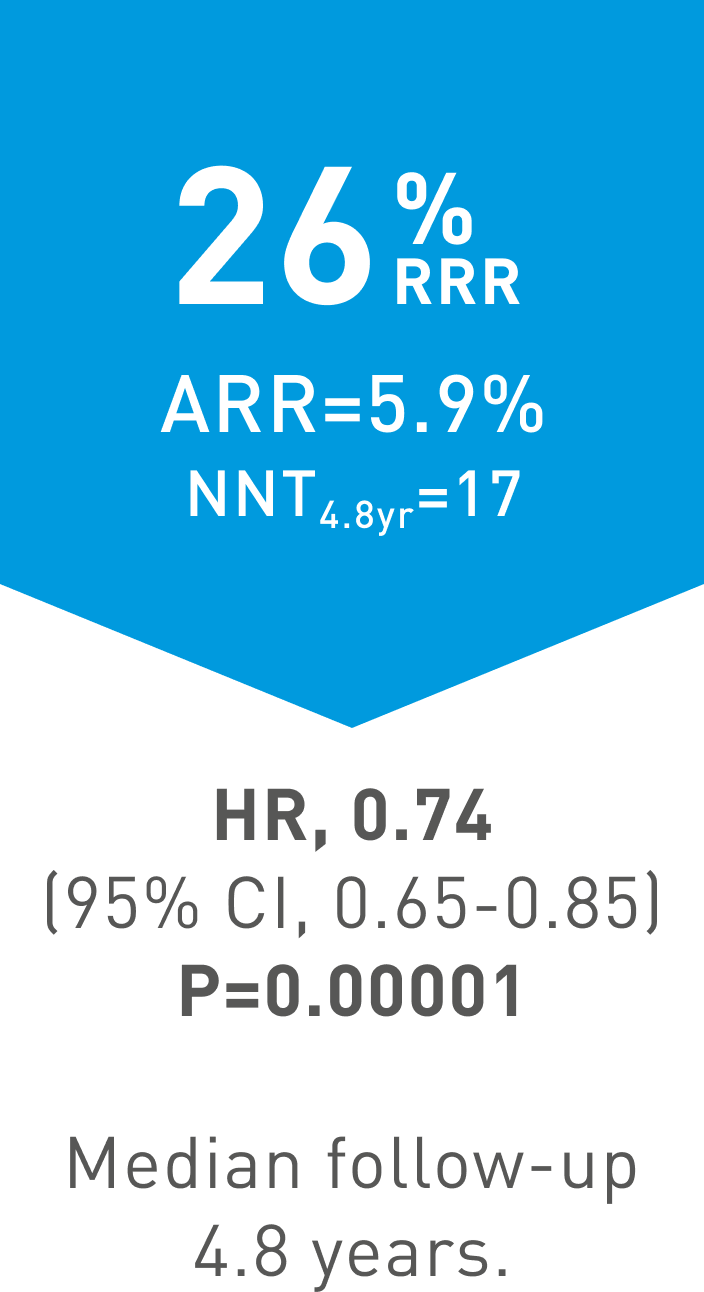 26%
RRR
ARR=5.9%
NNT4.8yr=17
HR, 0.74
(95% CI, 0.65-0.85)
P=0.00001
Median follow-up
4.8 years.